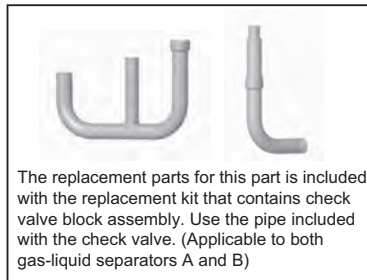 The replacement parts for this part is included
with the replacement kit that contains check
valve block assembly. Use the pipe included
with the check valve. (Applicable to both
gas-liquid separators A and B)